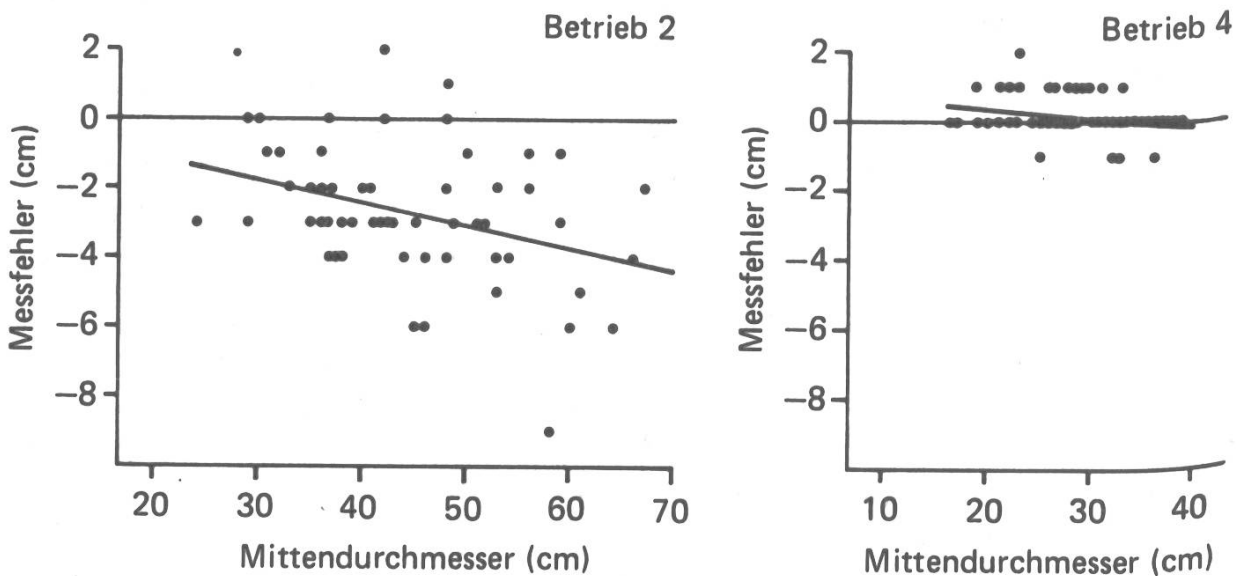 Betrieb 2
2
0
−2
−4
−6
−8
Messfehler (cm)
20 30 40 50 60 70
Mittendurchmesser (cm)
Betrieb 4
2
0
−2
−4
−6
−8
Messfehler (cm)
10 20 30 40
Mittendurchmesser (cm)